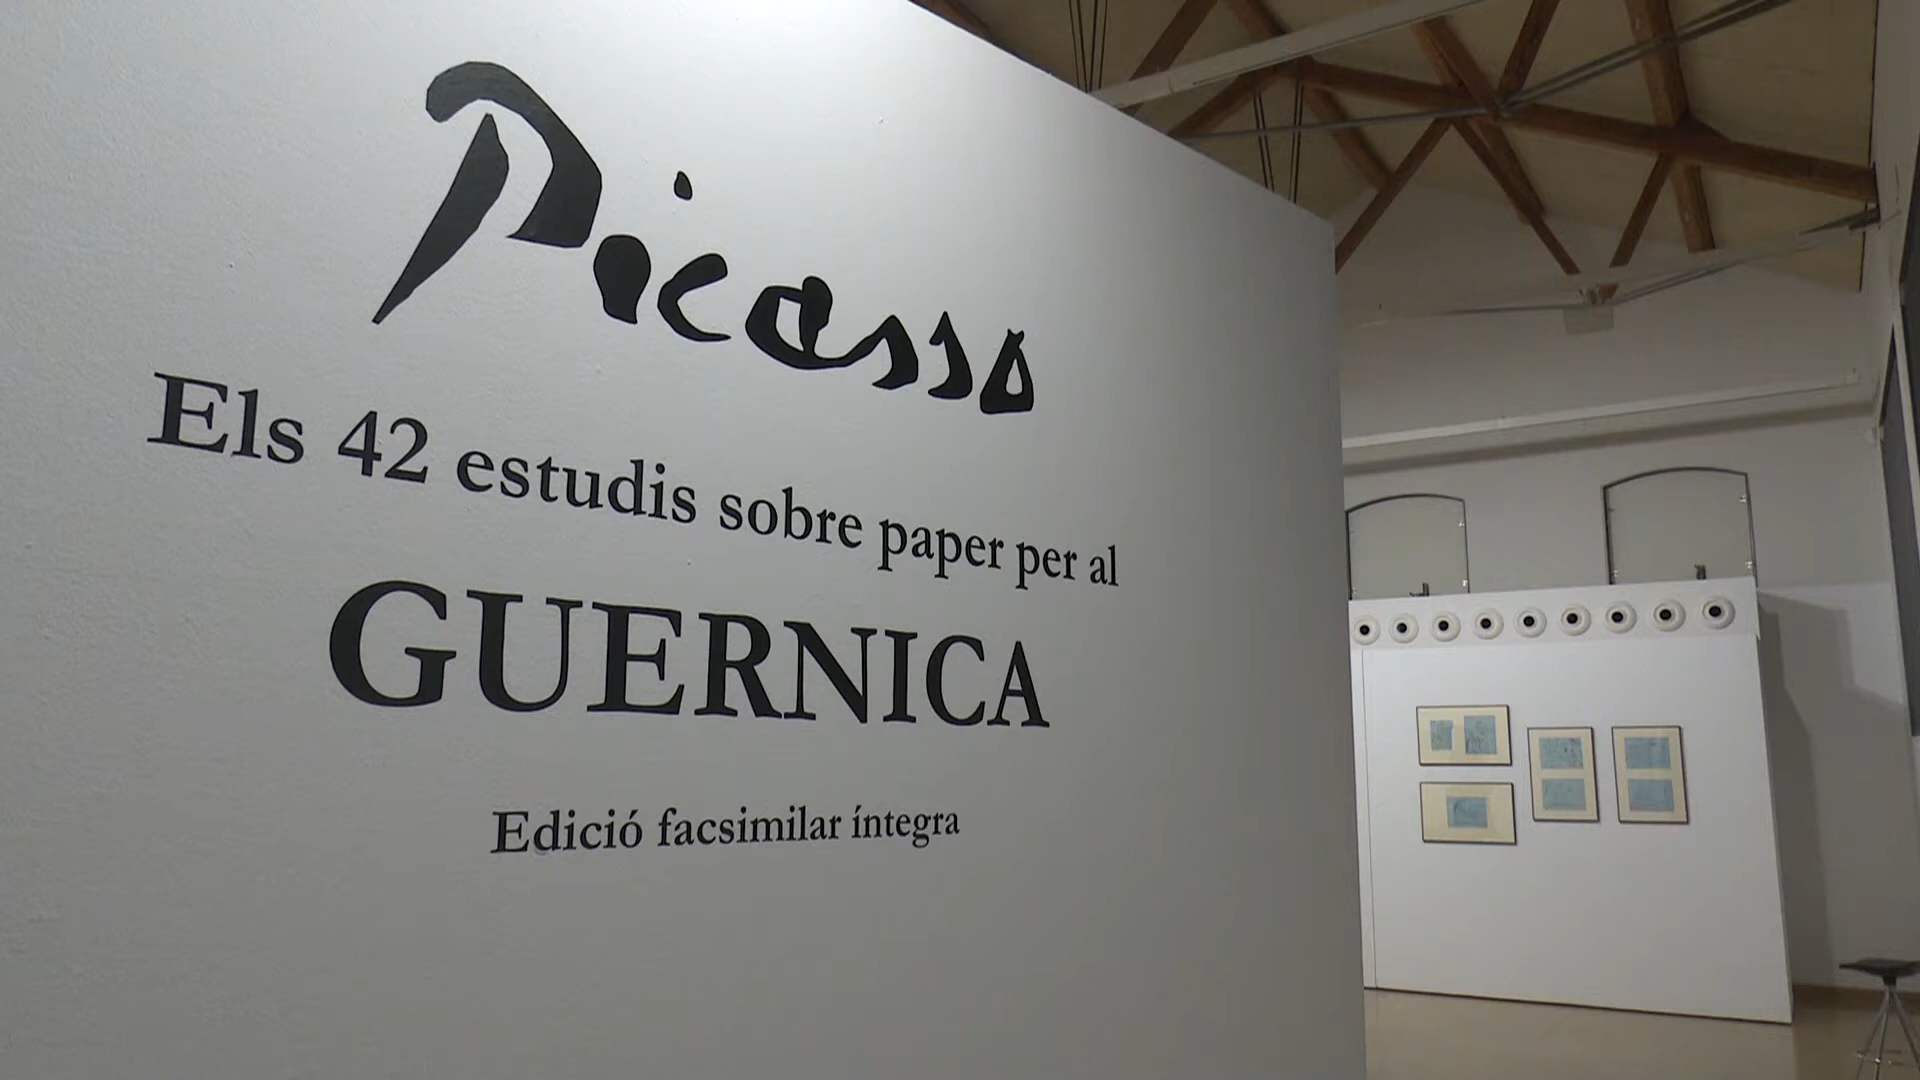 Picasso
Els 42 estudis sobre paper per al
GUERNICA
Edició facsimilar íntegra